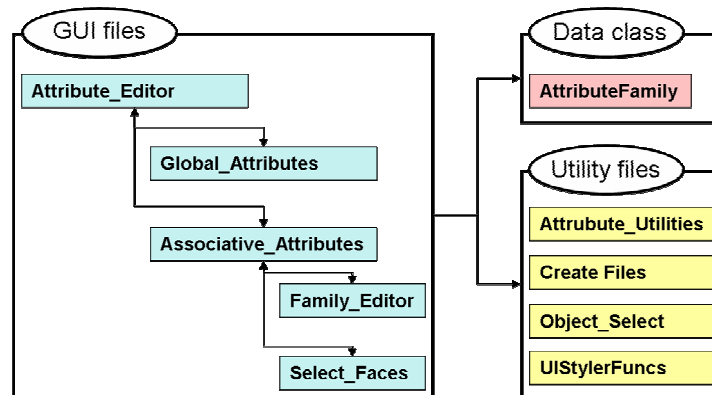 GUI files
Attribute_Editor
Global_Attributes
Associative_Attributes
Family_Editor
Select_Faces
Data class
AttributeFamily
Utility files
Attrubute_Utilities
Create Files
Object_Select
UIStylerFuncs